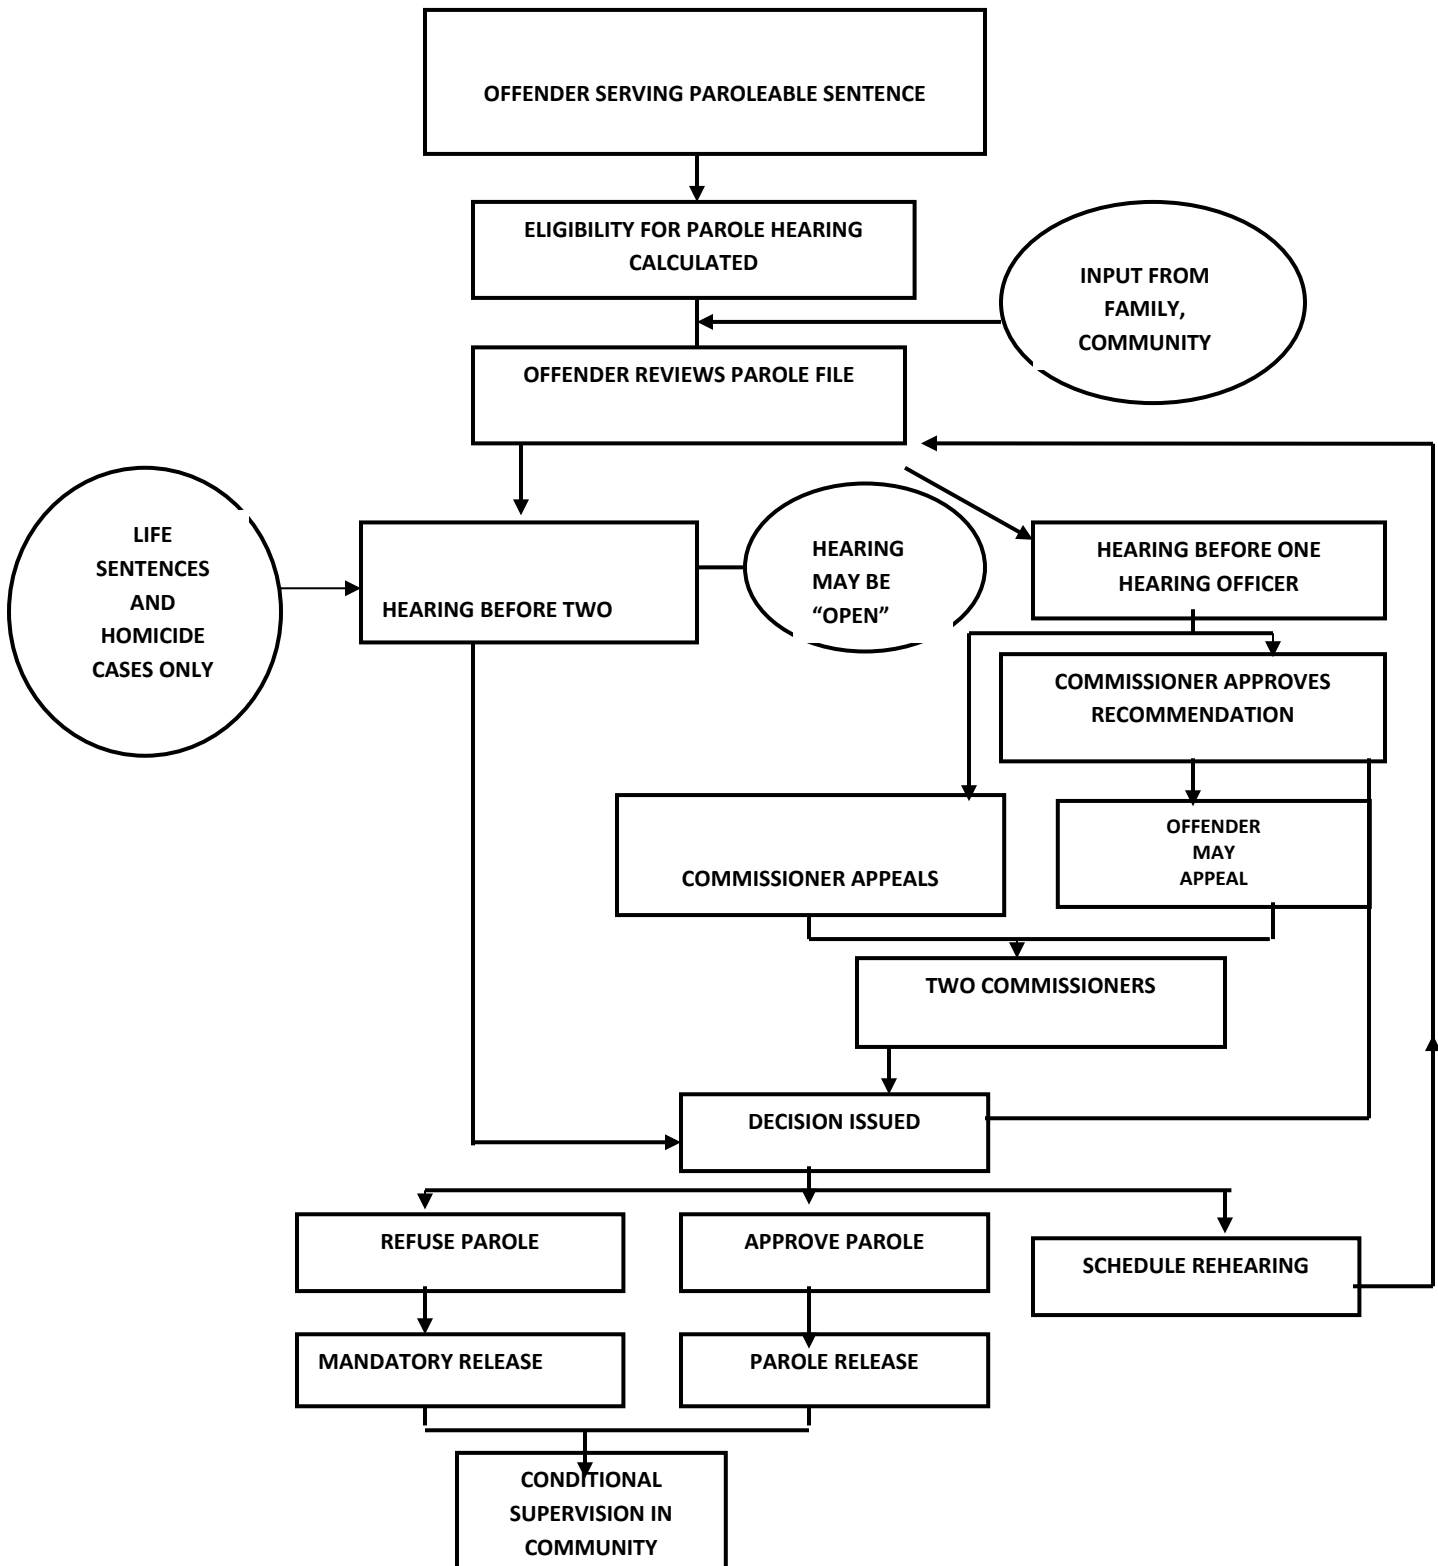 OFFENDER SERVING PAROLEABLE SENTENCE
ELIGIBILITY FOR PAROLE HEARING
CALCULATED
INPUT FROM
FAMILY,
COMMUNITY
OFFENDER REVIEWS PAROLE FILE
LIFE
SENTENCES
AND
HOMICIDE
CASES ONLY
HEARING BEFORE TWO
HEARING
MAY BE
“OPEN”
HEARING BEFORE ONE
HEARING OFFICER
COMMISSIONER APPROVES
RECOMMENDATION
COMMISSIONER APPEALS
OFFENDER
MAY
APPEAL
TWO COMMISSIONERS
DECISION ISSUED
REFUSE PAROLE
APPROVE PAROLE
SCHEDULE REHEARING
MANDATORY RELEASE
PAROLE RELEASE
CONDITIONAL
SUPERVISION IN
COMMUNITY